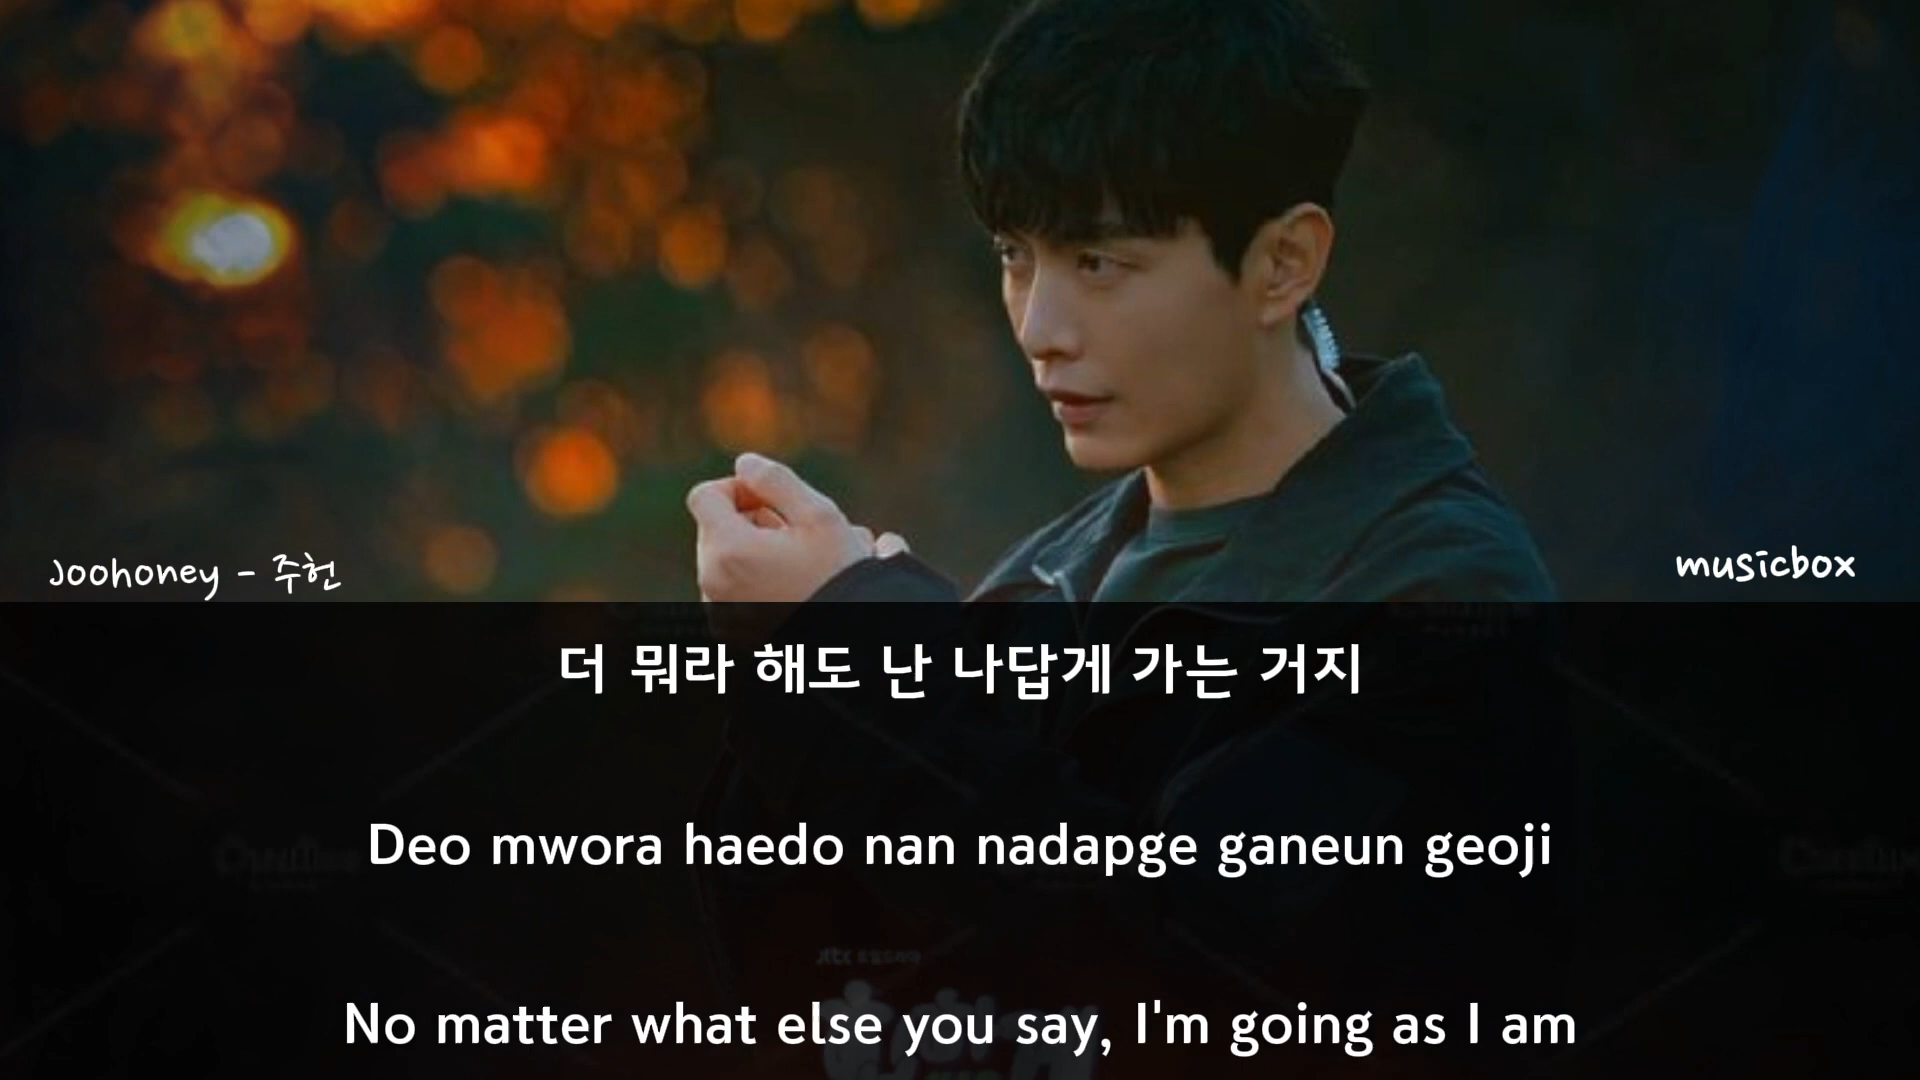 Joohoney - 주헌
musicbox
더 뭐라 해도 난 나답게 가는 거지
Deo mwora haedo nan nadapge ganeun geoji
No matter what else you say, I'm going as I am